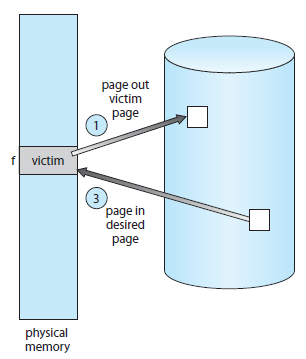 page out
victim
page
1
f
victim
3
page in
desired
page
physical
memory